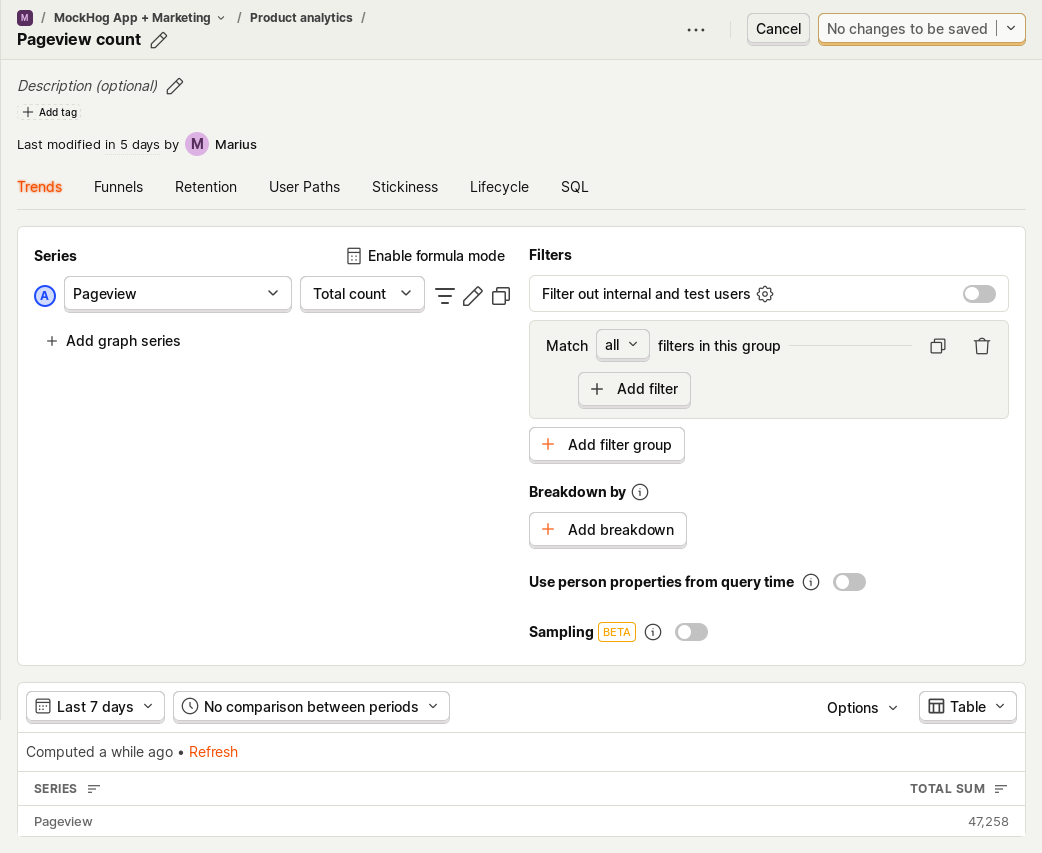 M / MockHog App + Marketing / Product analytics /
Pageview count
Cancel
No changes to be saved
Description (optional)
Add tag
Last modified in 5 days by M Marius
Trends Funnels Retention User Paths Stickiness Lifecycle SQL
Series
Enable formula mode
A Pageview Total count
Add graph series
Filters
Filter out internal and test users
Match all filters in this group
Add filter
Add filter group
Breakdown by
Add breakdown
Use person properties from query time
Sampling BETA
Last 7 days No comparison between periods Options Table
Computed a while ago • Refresh
SERIES TOTAL SUM
Pageview 47,258